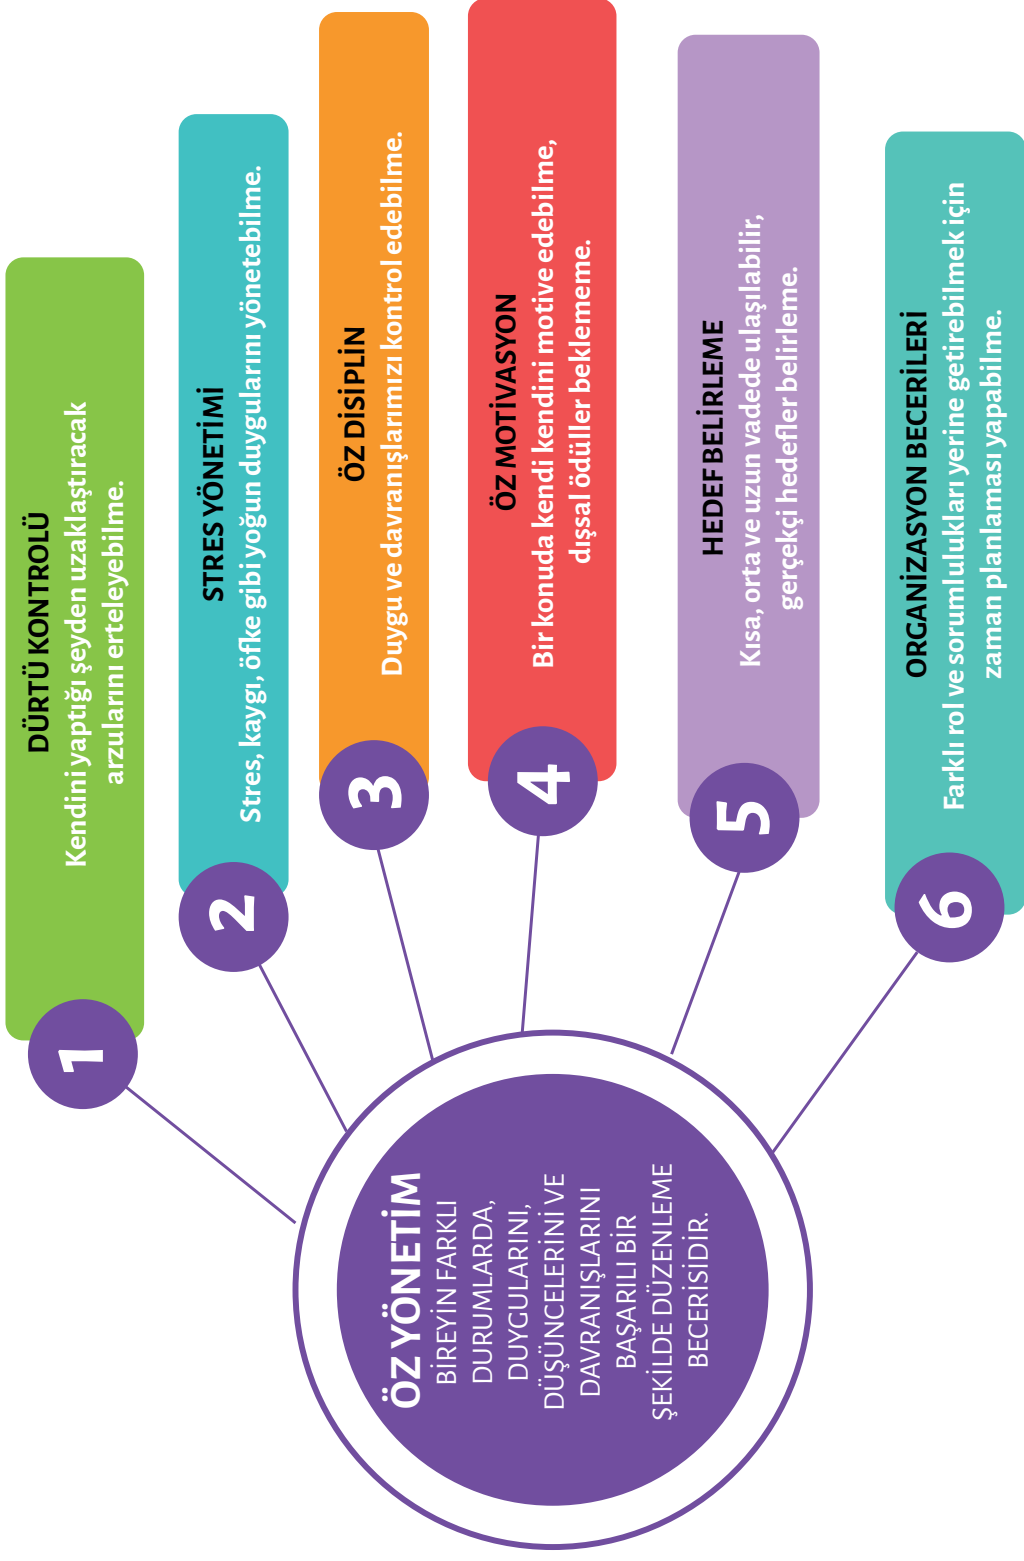 ÖZ YÖNETİM
BİREYİN FARKLI
DURUMLARDA,
DUYGULARINI,
DÜŞÜNCELERİNİ VE
DAVRANIŞLARINI
BAŞARILI BİR
ŞEKİLDE DÜZENLEME
BECERİSİDİR.
1
DÜRTÜ KONTROLÜ
Kendini yaptığı şeyden uzaklaştıracak
arzularını erteleyebilme.
2
STRES YÖNETİMİ
Stres, kaygı, öfke gibi yoğun duygularını yönetebilme.
3
ÖZ DİSİPLİN
Duygu ve davranışlarımızı kontrol edebilme.
4
ÖZ MOTİVASYON
Bir konuda kendi kendini motive edebilme,
dışsal ödüller beklememe.
5
HEDEF BELİRLEME
Kısa, orta ve uzun vadede ulaşılabilir,
gerçekçi hedefler belirleme.
6
ORGANİZASYON BECERİLERİ
Farklı rol ve sorumlulukları yerine getirebilmek için
zaman planlaması yapabilme.